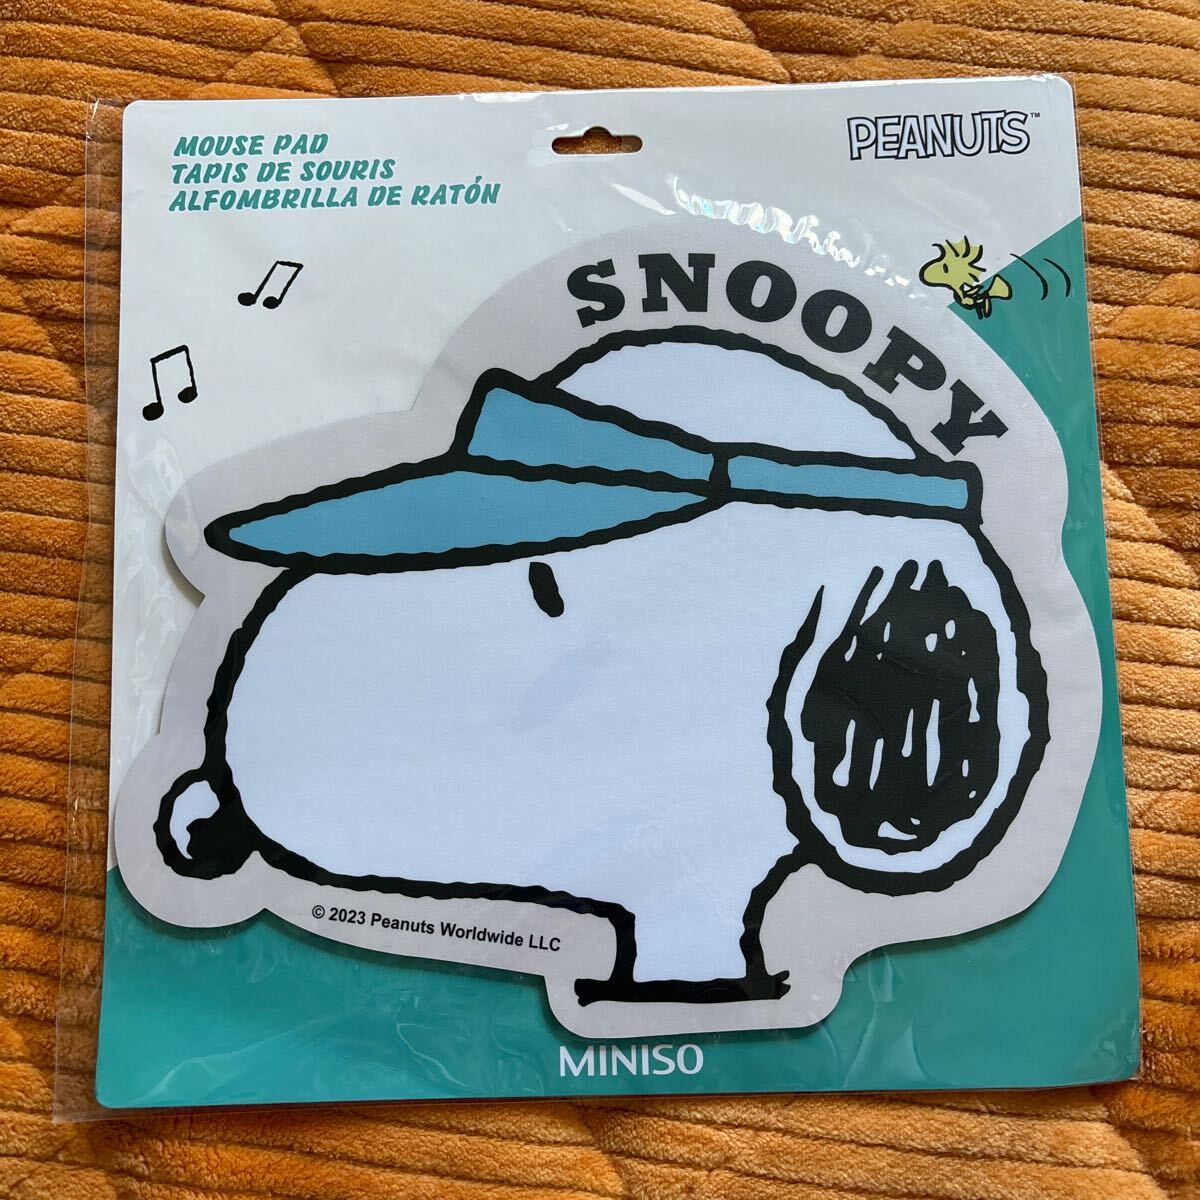 MOUSE PAD
TAPIS DE SOURIS
ALFOMBRILLA DE RATÓN
PEANUTS™
SNOOPY
© 2023 Peanuts Worldwide LLC
MINISO